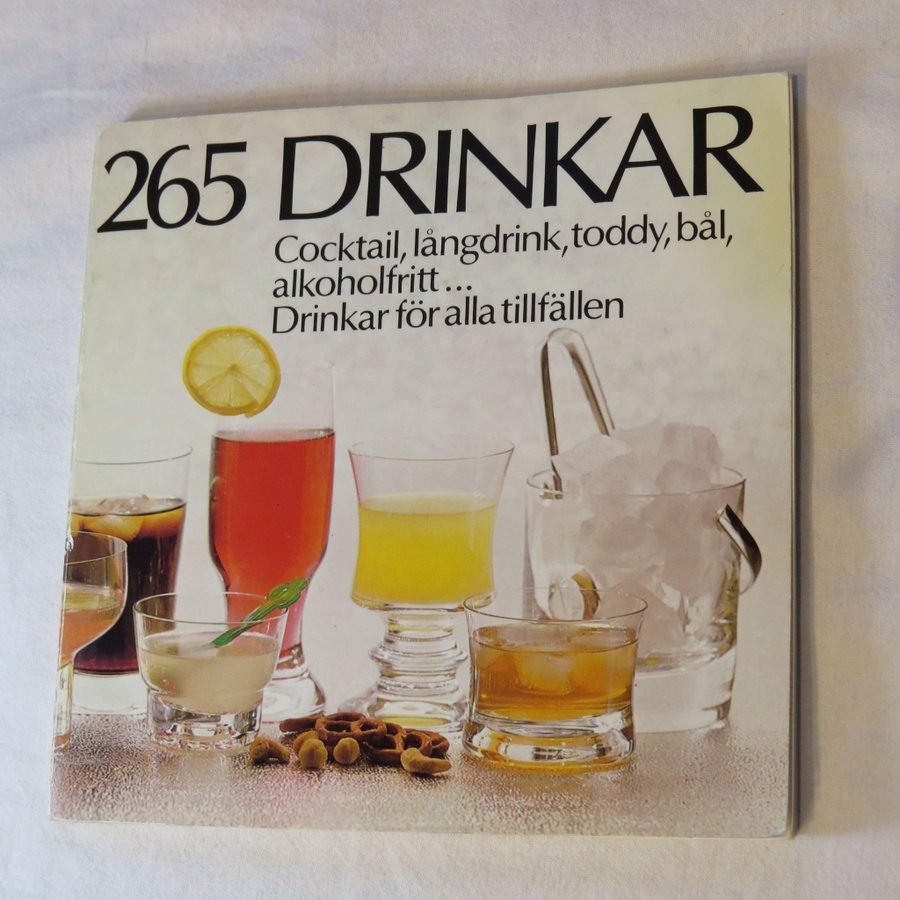 265 DRINKAR
Cocktail, långdrink, toddy, bål,
alkoholfritt...
Drinkar för alla tillfällen